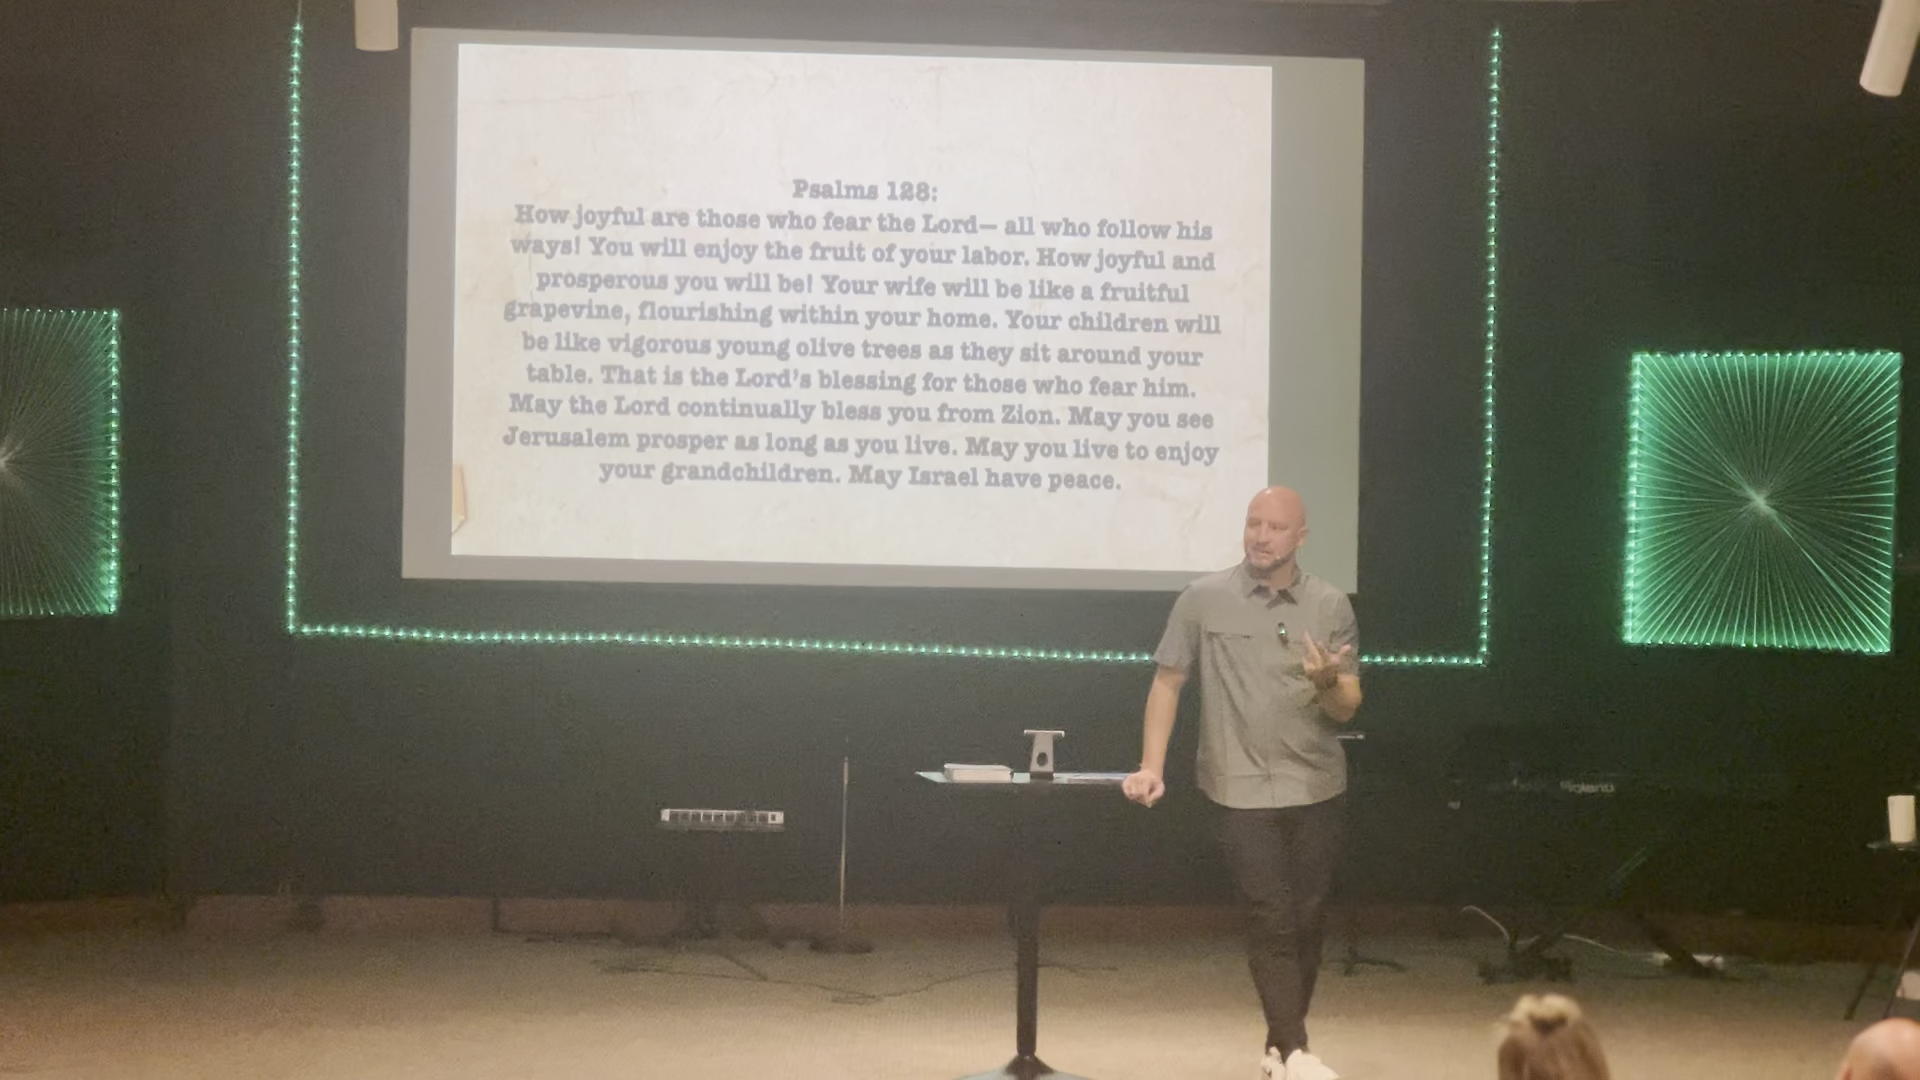 Psalms 128:
How joyful are those who fear the Lord— all who follow his
ways! You will enjoy the fruit of your labor. How joyful and
prosperous you will be! Your wife will be like a fruitful
grapevine, flourishing within your home. Your children will
be like vigorous young olive trees as they sit around your
table. That is the Lord's blessing for those who fear him.
May the Lord continually bless you from Zion. May you see
Jerusalem prosper as long as you live. May you live to enjoy
your grandchildren. May Israel have peace.
Roland